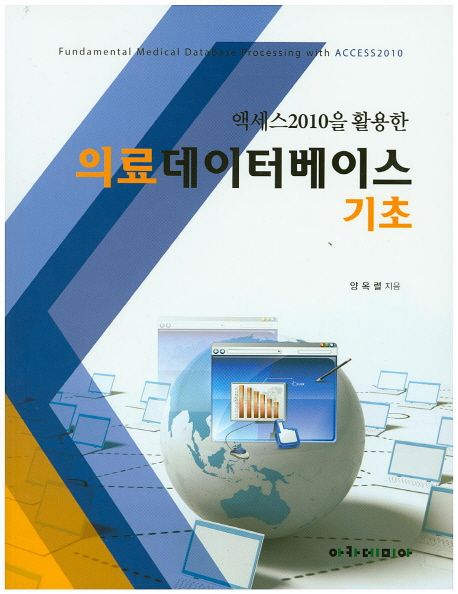 Fundamental Medical Database Processing with ACCESS2010
액세스2010을 활용한
의료데이터베이스
기초
양옥렬 지음
아카데미아